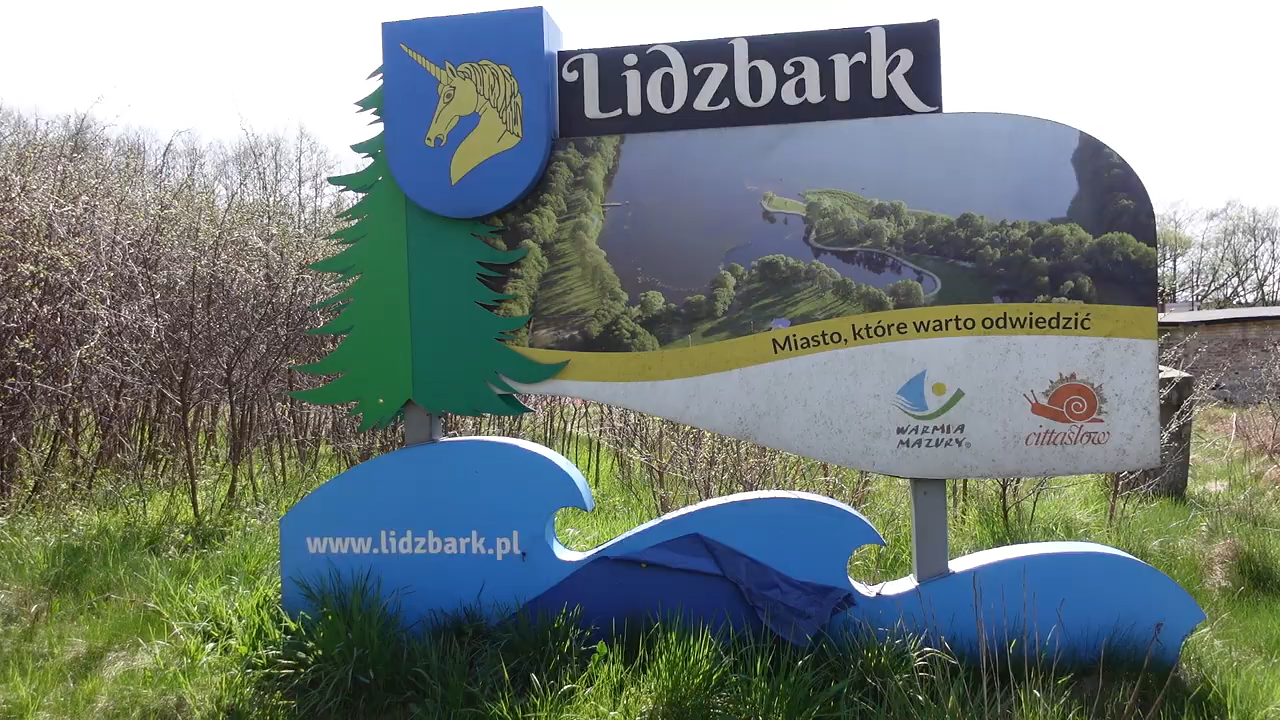 Lidzbark
Miasto, które warto odwiedzić
WARMIA
MAZURY®
cittaslow
www.lidzbark.pl